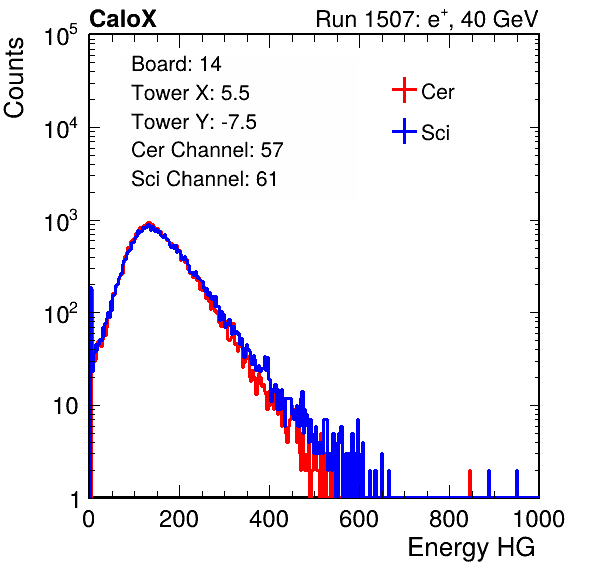 CaloX Run 1507: e⁺, 40 GeV
Counts
Board: 14
Tower X: 5.5
Tower Y: -7.5
Cer Channel: 57
Sci Channel: 61
Cer
Sci
10⁵
10⁴
10³
10²
10
1
0 200 400 600 800 1000
Energy HG